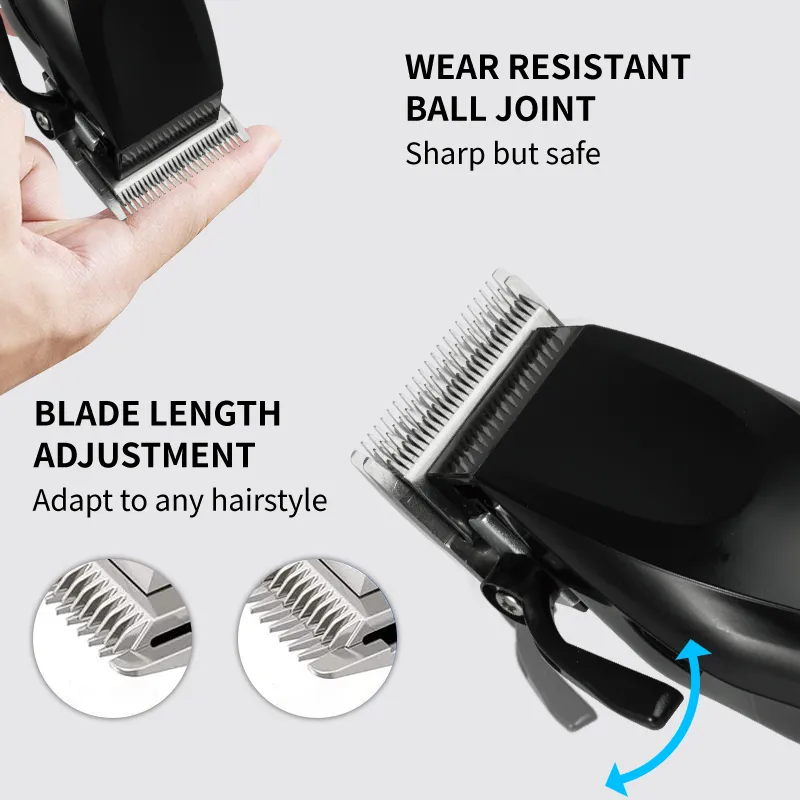 WEAR RESISTANT
BALL JOINT
Sharp but safe
BLADE LENGTH
ADJUSTMENT
Adapt to any hairstyle